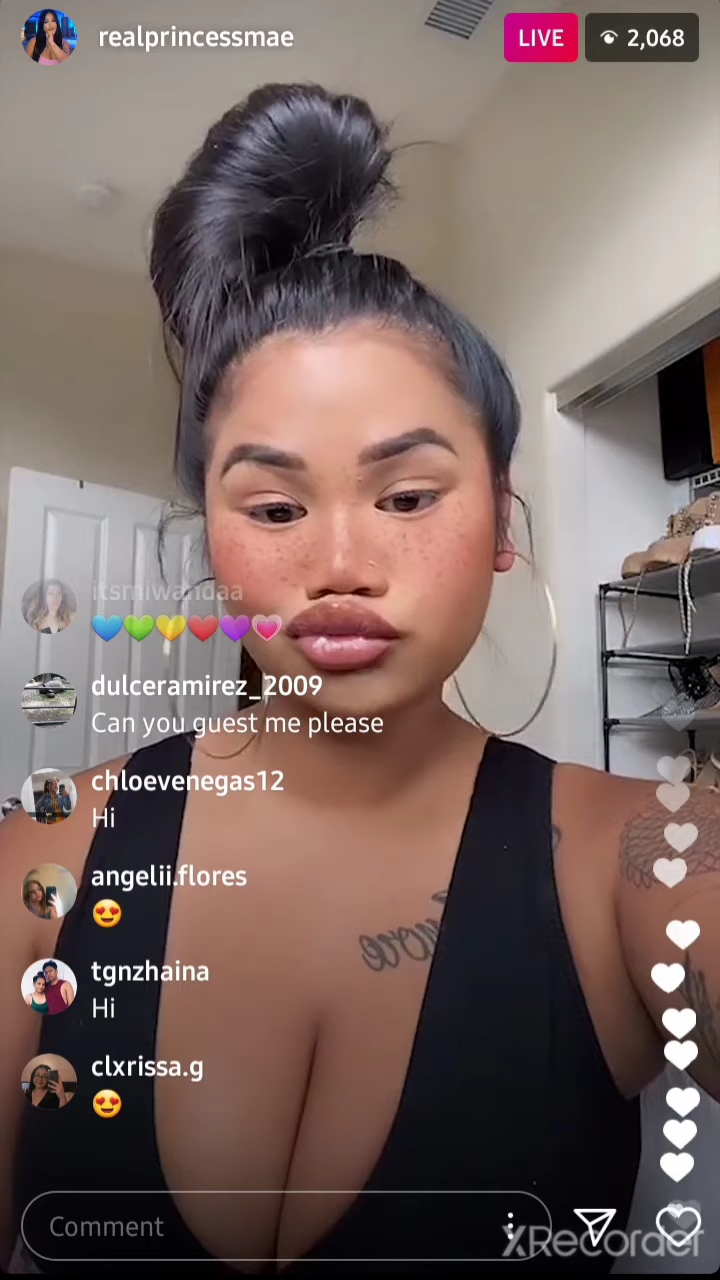 realprincessmae
LIVE
2,068
itsmiwandaa
💙💚💛❤️💜💗
dulceramirez_2009
Can you guest me please
chloevenegas12
Hi
angelii.flores
😍
tgnzhaina
Hi
clxrissa.g
😍
Comment
XRecorder